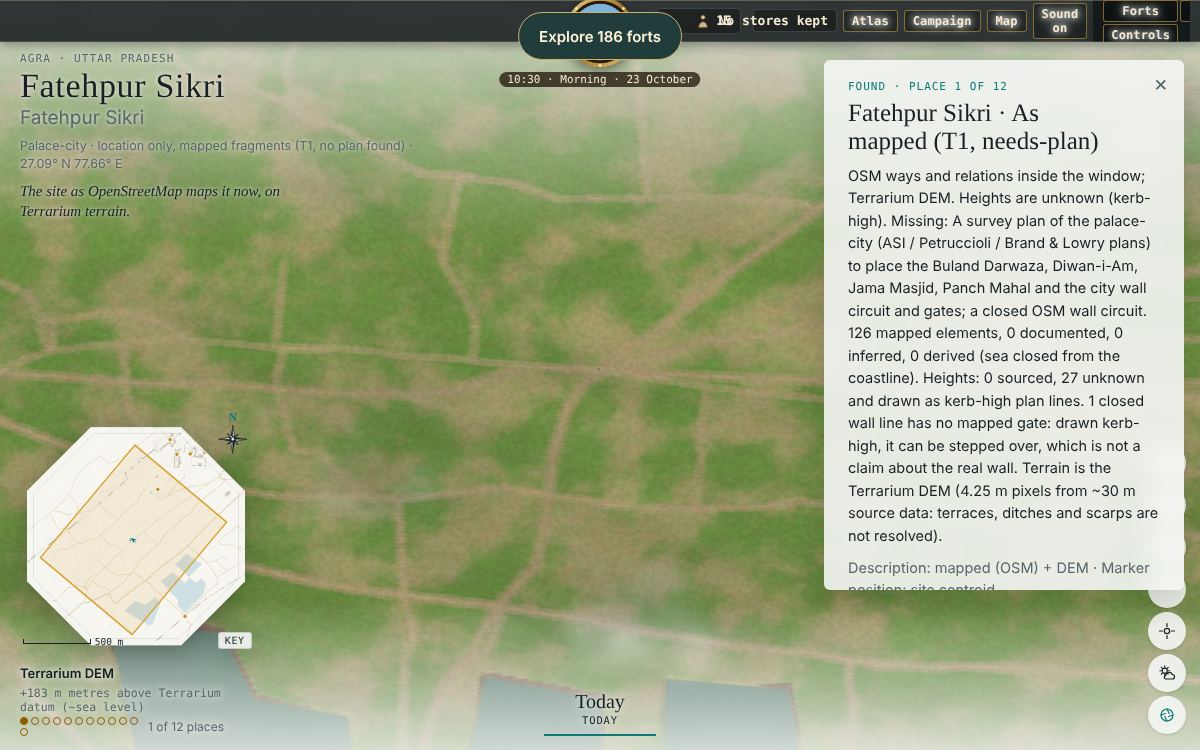 stores kept
Atlas
Campaign
Map
Sound on
Forts
Controls
Explore 186 forts
10:30 · Morning · 23 October
AGRA · UTTAR PRADESH
Fatehpur Sikri
Fatehpur Sikri
Palace-city · location only, mapped fragments (T1, no plan found) ·
27.09° N 77.66° E
The site as OpenStreetMap maps it now, on
Terrarium terrain.
FOUND · PLACE 1 OF 12
Fatehpur Sikri · As
mapped (T1, needs-plan)
OSM ways and relations inside the window;
Terrarium DEM. Heights are unknown (kerb-
high). Missing: A survey plan of the palace-
city (ASI / Petruccioli / Brand & Lowry plans)
to place the Buland Darwaza, Diwan-i-Am,
Jama Masjid, Panch Mahal and the city wall
circuit and gates; a closed OSM wall circuit.
126 mapped elements, 0 documented, 0
inferred, 0 derived (sea closed from the
coastline). Heights: 0 sourced, 27 unknown
and drawn as kerb-high plan lines. 1 closed
wall line has no mapped gate: drawn kerb-
high, it can be stepped over, which is not a
claim about the real wall. Terrain is the
Terrarium DEM (4.25 m pixels from ~30 m
source data: terraces, ditches and scarps are
not resolved).
Description: mapped (OSM) + DEM · Marker
position: site centroid
N
500 m
KEY
Terrarium DEM
+183 m metres above Terrarium
datum (~sea level)
1 of 12 places
Today
TODAY